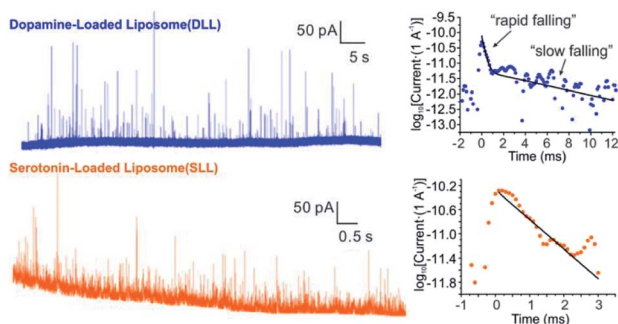 Dopamine-Loaded Liposome(DLL)
50 pA
5 s
"rapid falling"
"slow falling"
log₁₀[Current·(1 A⁻¹)]
-10.0
-10.5
-11.0
-11.5
-12.0
-12.5
-13.0
-2 0 2 4 6 8 10 12
Time (ms)
Serotonin-Loaded Liposome(SLL)
50 pA
0.5 s
log₁₀[Current·(1 A⁻¹)]
-10.2
-10.6
-11.0
-11.4
-11.8
-1 0 1 2 3 4
Time (ms)